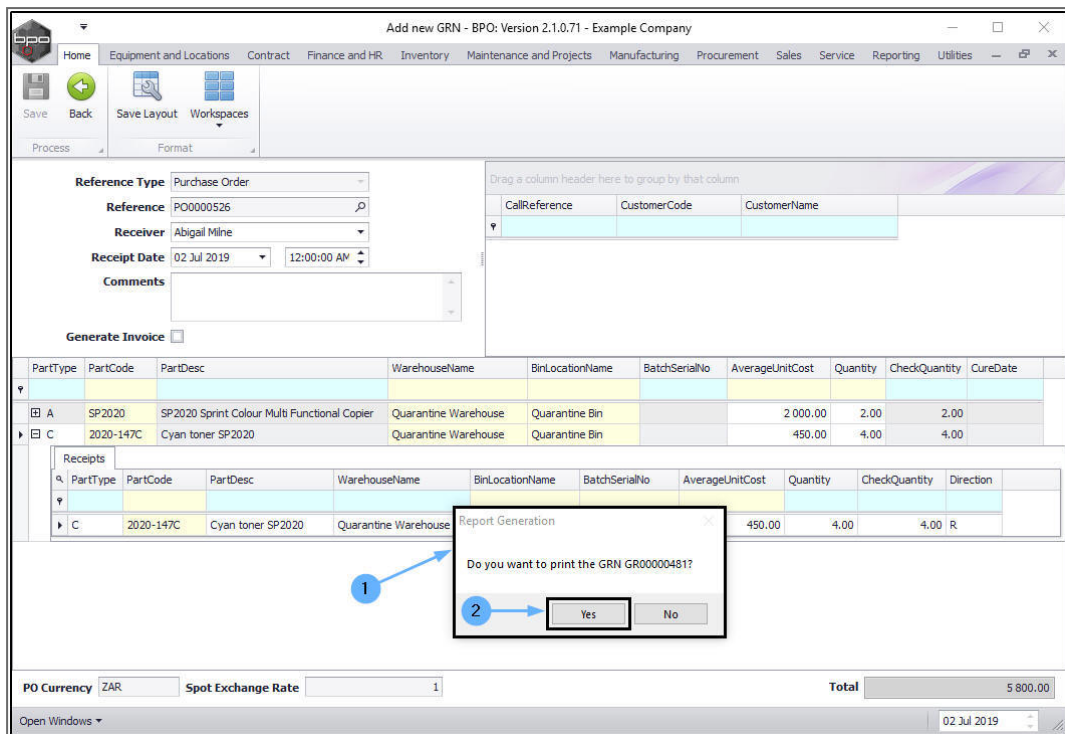 bpo
Add new GRN - BPO: Version 2.1.0.71 - Example Company
Home Equipment and Locations Contract Finance and HR Inventory Maintenance and Projects Manufacturing Procurement Sales Service Reporting Utilities
Save Back Save Layout Workspaces
Process Format
Reference Type Purchase Order
Reference PO0000526
Receiver Abigail Milne
Receipt Date 02 Jul 2019 12:00:00 AM
Comments
Generate Invoice
Drag a column header here to group by that column
CallReference CustomerCode CustomerName
PartType PartCode PartDesc WarehouseName BinLocationName BatchSerialNo AverageUnitCost Quantity CheckQuantity CureDate
A SP2020 SP2020 Sprint Colour Multi Functional Copier Quarantine Warehouse Quarantine Bin 2 000.00 2.00 2.00
C 2020-147C Cyan toner SP2020 Quarantine Warehouse Quarantine Bin 450.00 4.00 4.00
Receipts
PartType PartCode PartDesc WarehouseName BinLocationName BatchSerialNo AverageUnitCost Quantity CheckQuantity Direction
C 2020-147C Cyan toner SP2020 Quarantine Warehouse 450.00 4.00 4.00 R
Report Generation
Do you want to print the GRN GR00000481?
1
2
Yes No
PO Currency ZAR Spot Exchange Rate 1 Total 5 800.00
Open Windows 02 Jul 2019